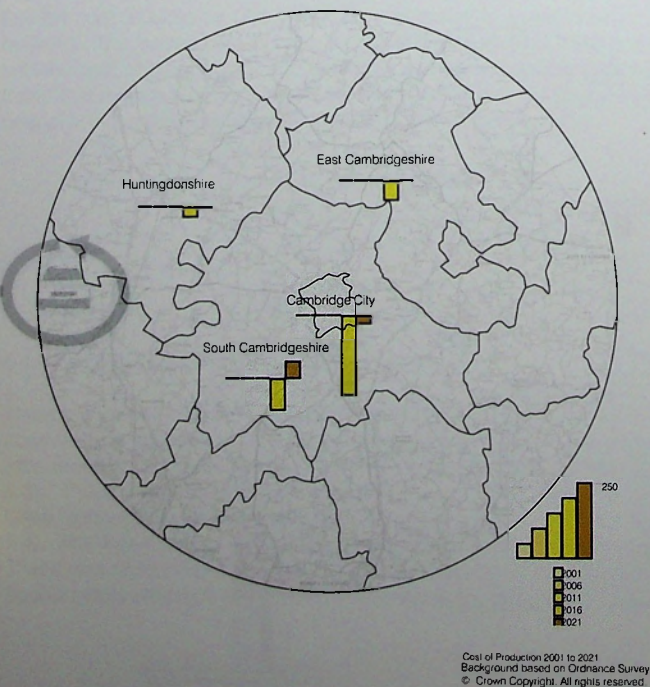 East Cambridgeshire
Huntingdonshire
Cambridge City
South Cambridgeshire
250
2001
2006
2011
2016
2021
Cost of Production 2001 to 2021
Background based on Ordnance Survey
© Crown Copyright. All rights reserved